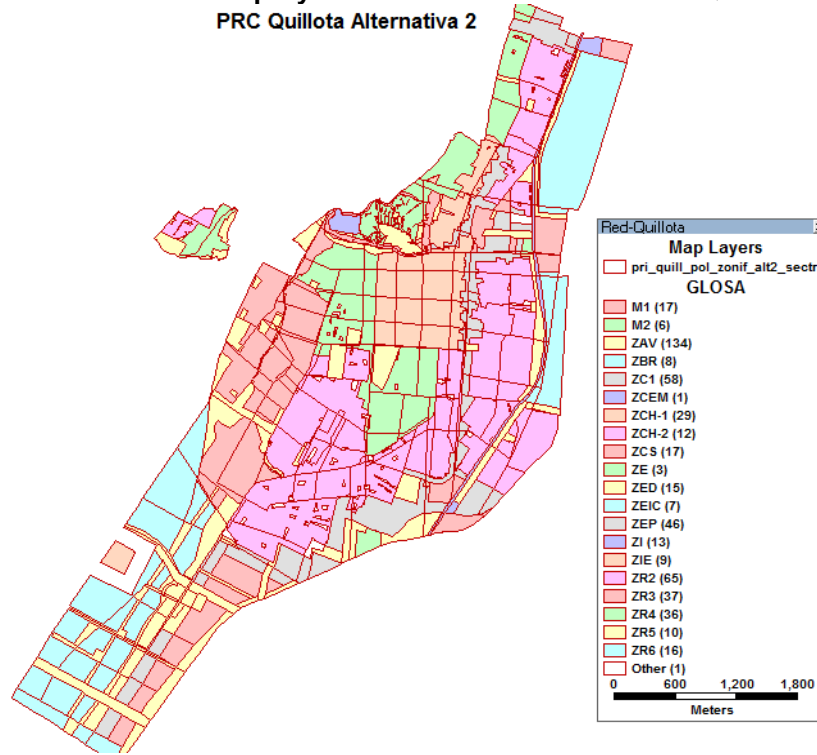 PRC Quillota Alternativa 2
Red-Quillota
Map Layers
pri_quill_pol_zonif_alt2_sectr
GLOSA
M1 (17)
M2 (6)
ZAV (134)
ZBR (8)
ZC1 (58)
ZCEM (1)
ZCH-1 (29)
ZCH-2 (12)
ZCS (17)
ZE (3)
ZED (15)
ZEIC (7)
ZEP (46)
ZI (13)
ZIE (9)
ZR2 (65)
ZR3 (37)
ZR4 (36)
ZR5 (10)
ZR6 (16)
Other (1)
0 600 1,200 1,800
Meters